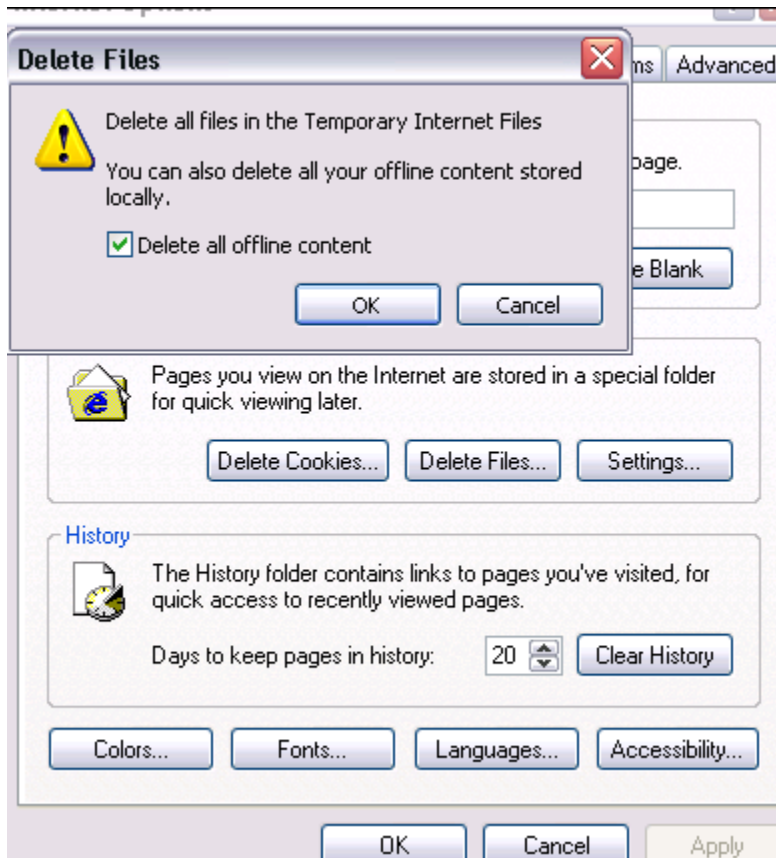 Delete Files
ms Advanced
Delete all files in the Temporary Internet Files
You can also delete all your offline content stored
locally.
page.
Delete all offline content
e Blank
OK Cancel
Pages you view on the Internet are stored in a special folder
for quick viewing later.
Delete Cookies... Delete Files... Settings...
History
The History folder contains links to pages you've visited, for
quick access to recently viewed pages.
Days to keep pages in history: 20 Clear History
Colors... Fonts... Languages... Accessibility...
OK Cancel Apply